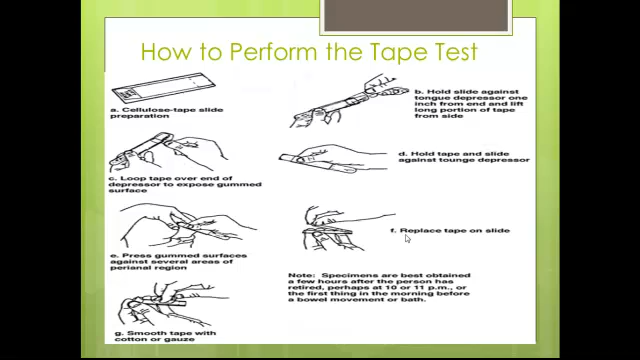 How to Perform the Tape Test
a. Cellulose-tape slide
preparation
b. Hold slide against
tongue depressor one
inch from end and lift
long portion of tape
from side
c. Loop tape over end of
depressor to expose gummed
surface
d. Hold tape and slide
against tounge depressor
e. Press gummed surfaces
against several areas of
perianal region
f. Replace tape on slide
g. Smooth tape with
cotton or gauze
Note: Specimens are best obtained
a few hours after the person has
retired, perhaps at 10 or 11 p.m., or
the first thing in the morning before
a bowel movement or bath.